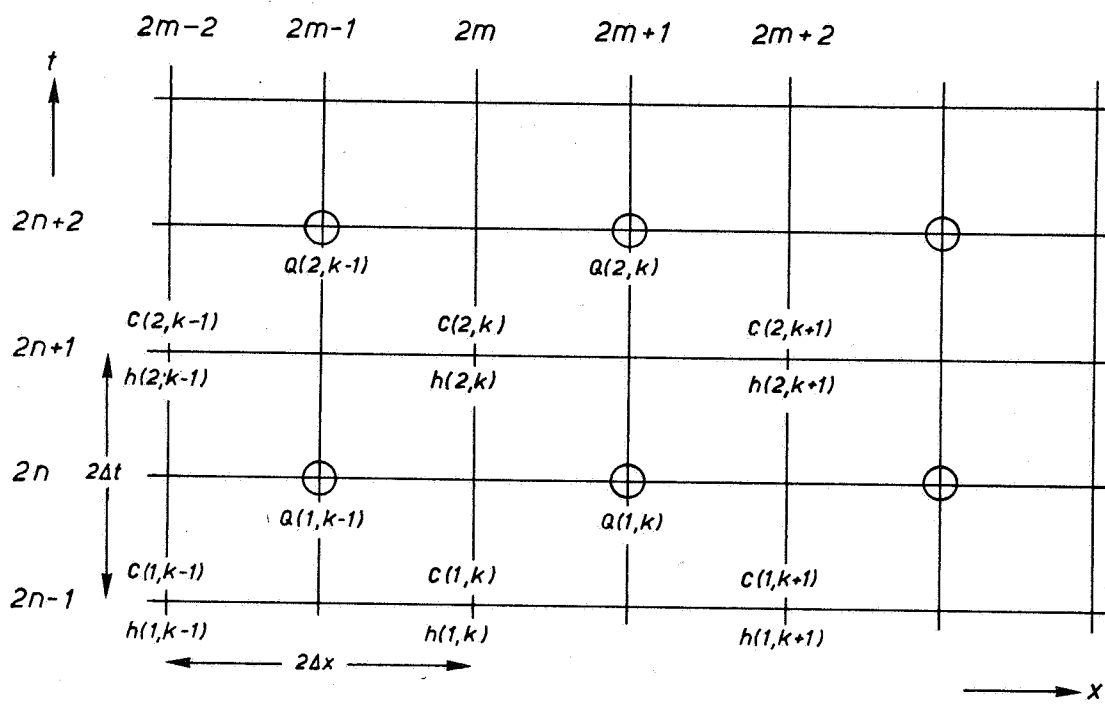 2m-2 2m-1 2m 2m+1 2m+2
t
2n+2
Q(2,k-1) Q(2,k)
C(2,k-1) C(2,k) C(2,k+1)
2n+1
h(2,k-1) h(2,k) h(2,k+1)
2n 2Δt
Q(1,k-1) Q(1,k)
C(1,k-1) C(1,k) C(1,k+1)
2n-1
h(1,k-1) h(1,k) h(1,k+1)
2Δx
x